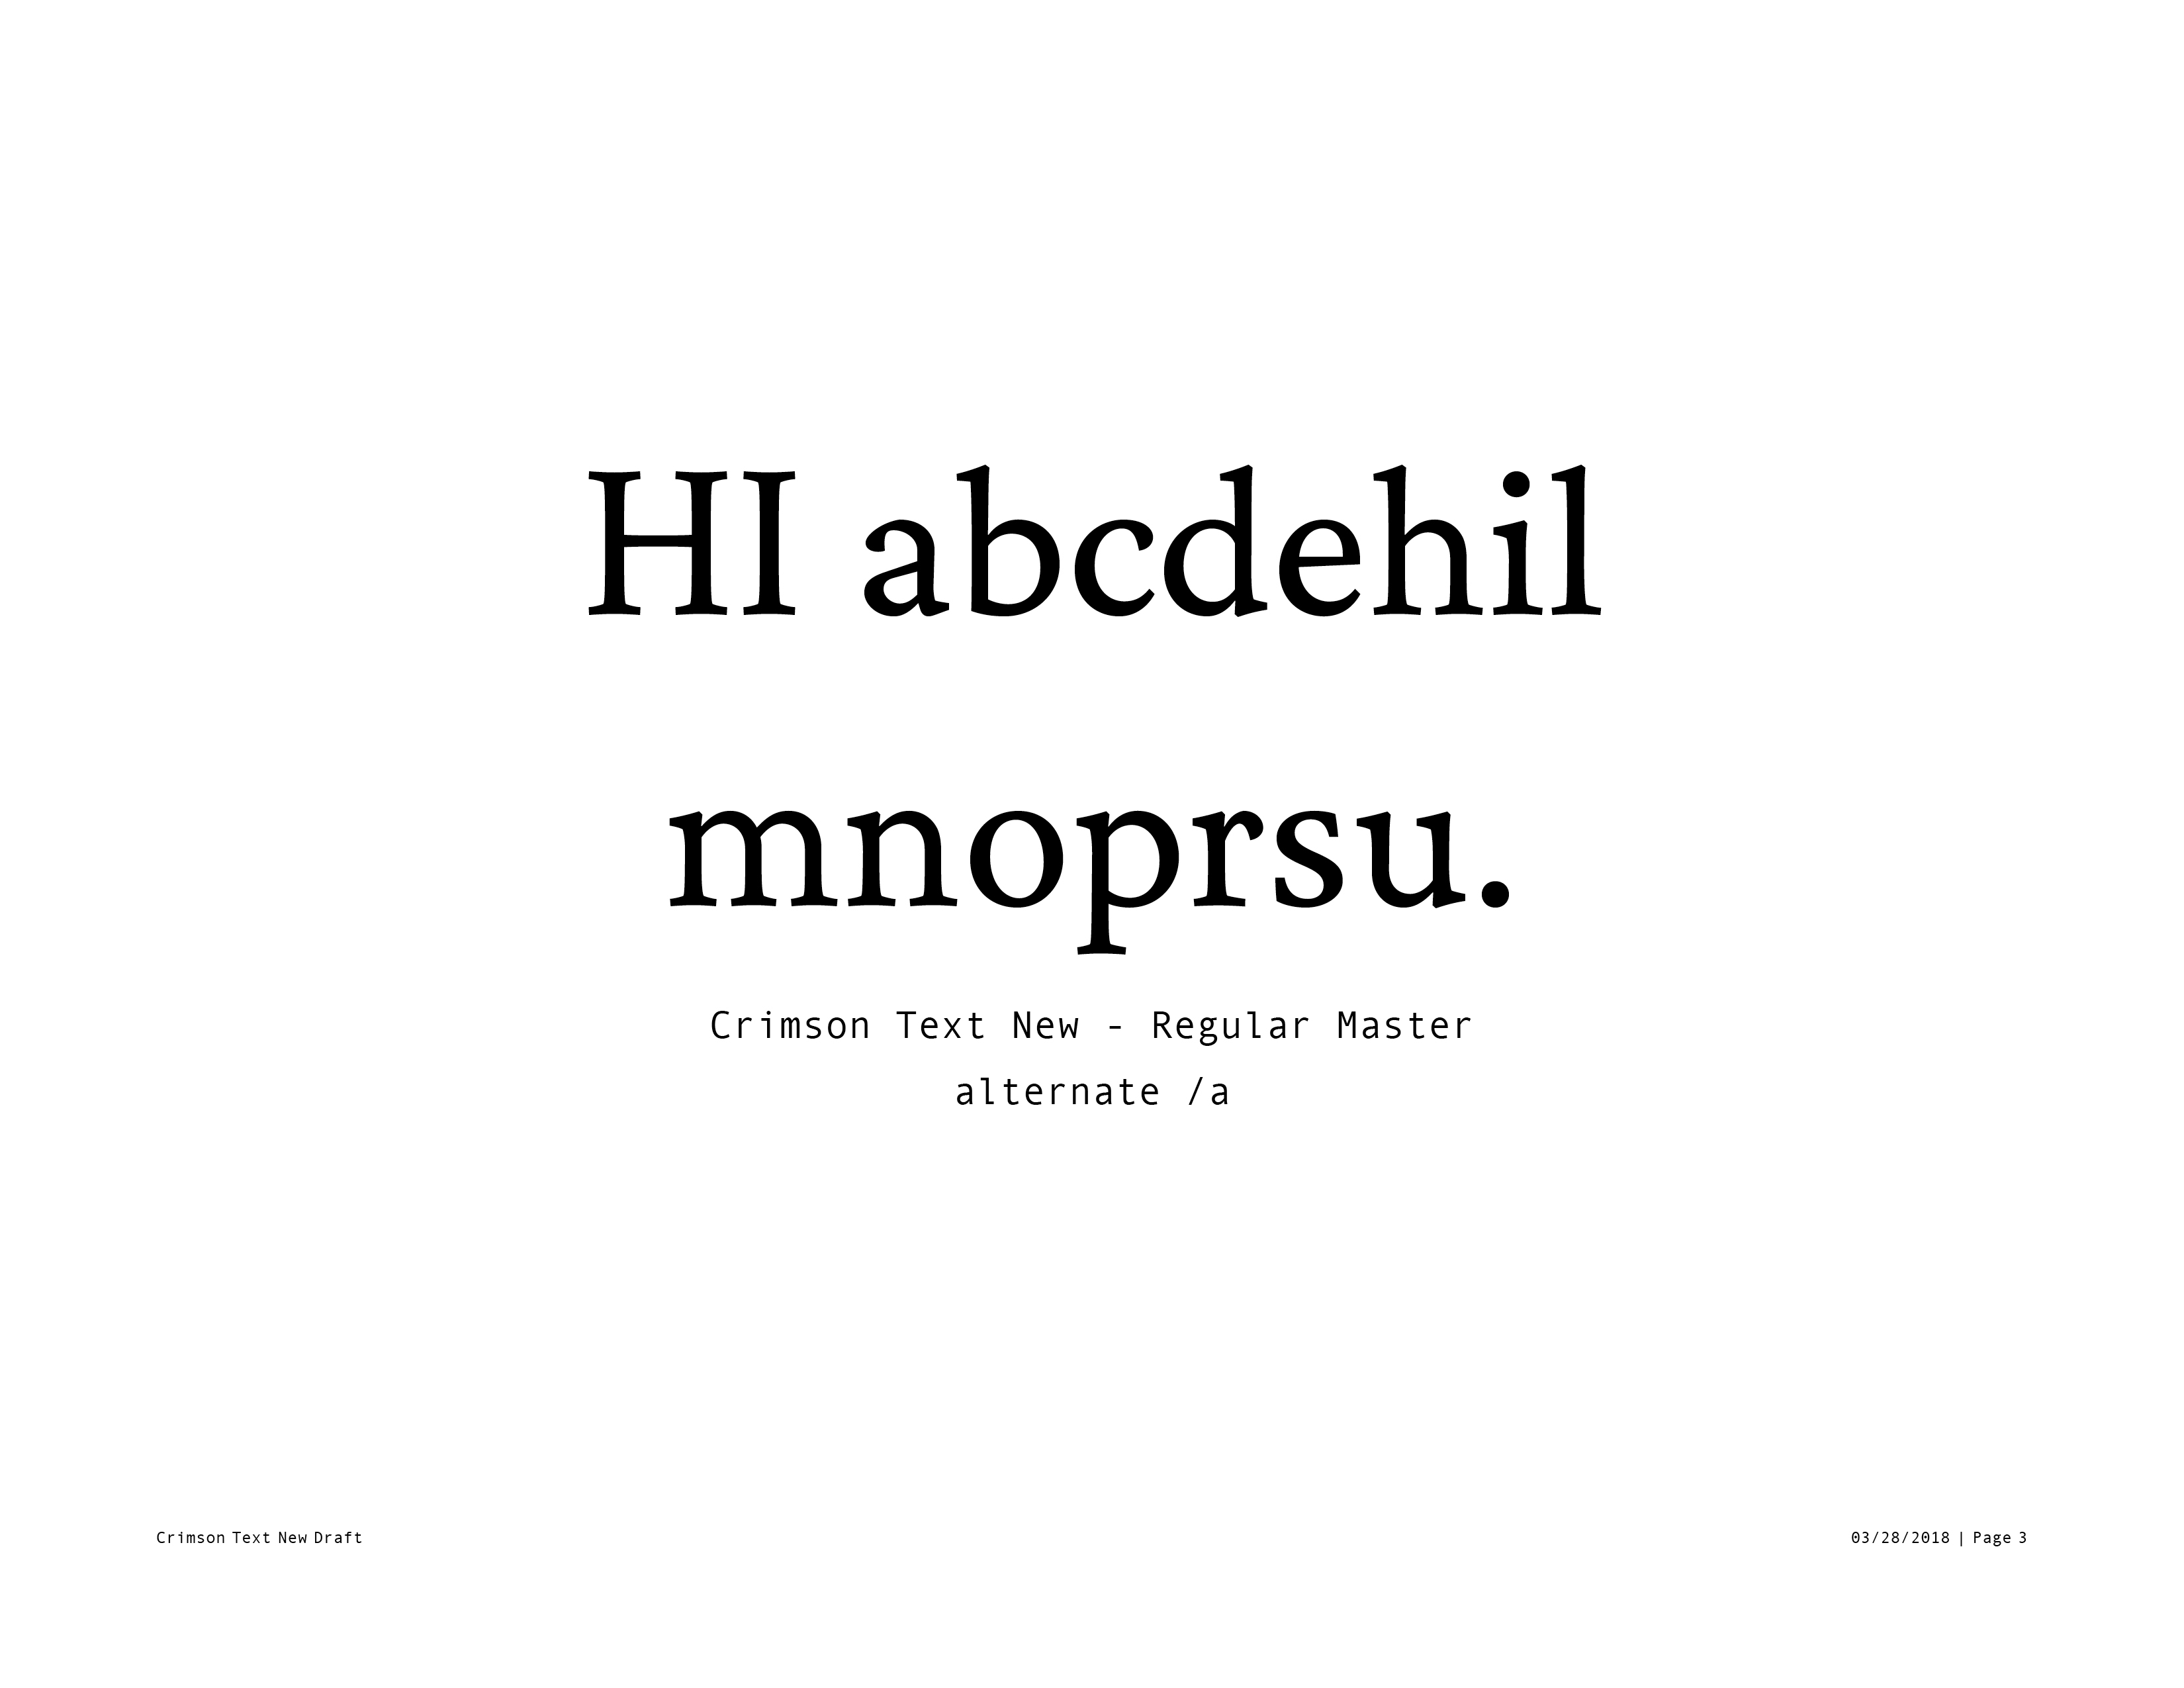 HI abcdehil
mnoprsu.
Crimson Text New - Regular Master
alternate /a
Crimson Text New Draft
03/28/2018 | Page 3